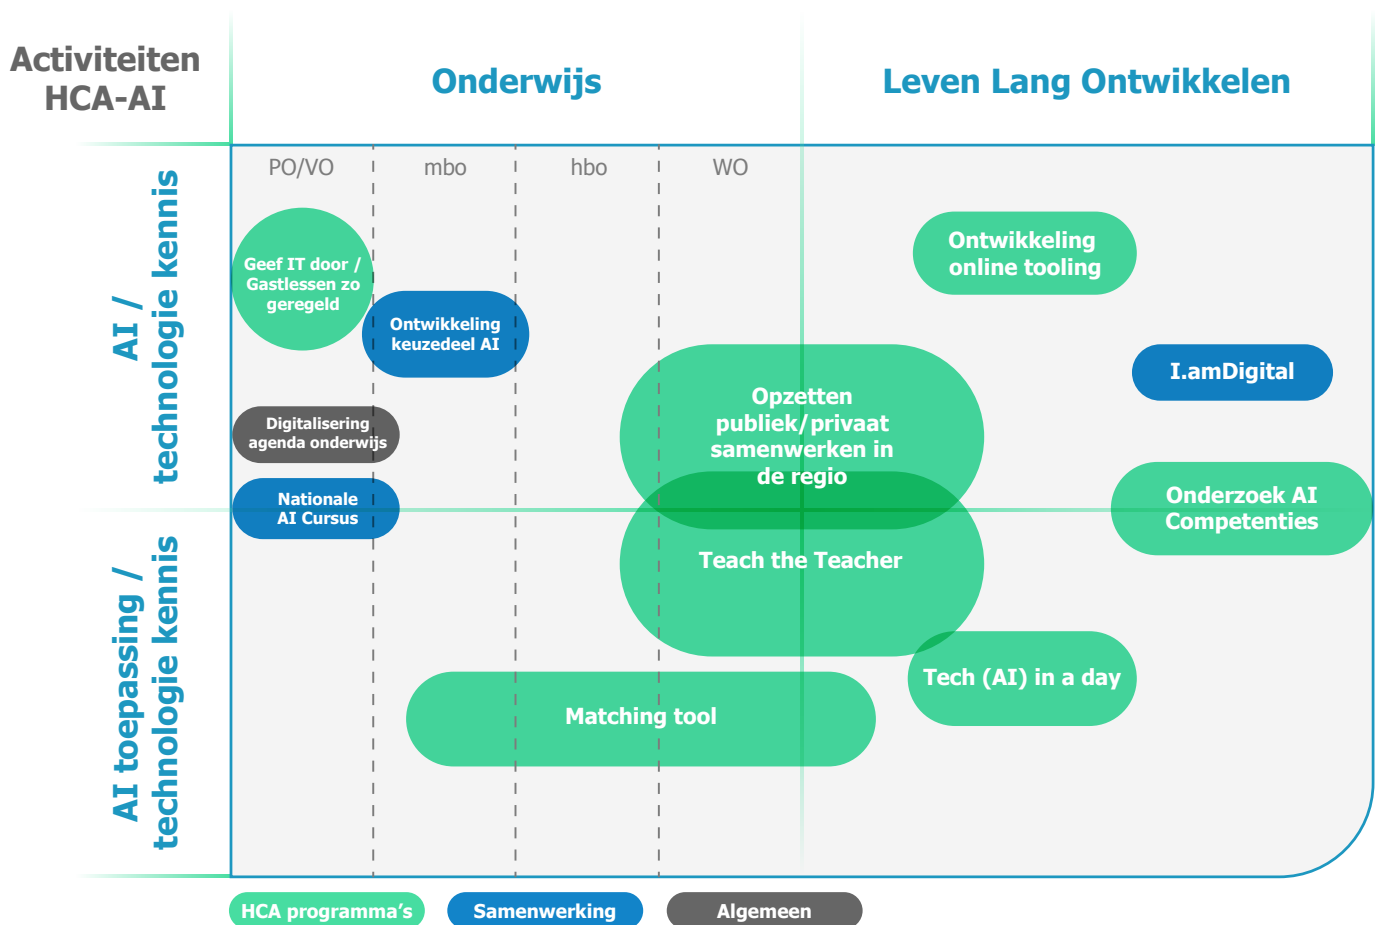 Activiteiten
HCA-AI
Onderwijs
Leven Lang Ontwikkelen
PO/VO
mbo
hbo
WO
AI /
technologie kennis
Geef IT door /
Gastlessen zo
geregeld
Ontwikkeling
keuzedeel AI
Digitalisering
agenda onderwijs
Nationale
AI Cursus
Opzetten
publiek/privaat
samenwerken in
de regio
Ontwikkeling
online tooling
I.amDigital
Onderzoek AI
Competenties
AI toepassing /
technologie kennis
Teach the Teacher
Tech (AI) in a day
Matching tool
HCA programma’s
Samenwerking
Algemeen